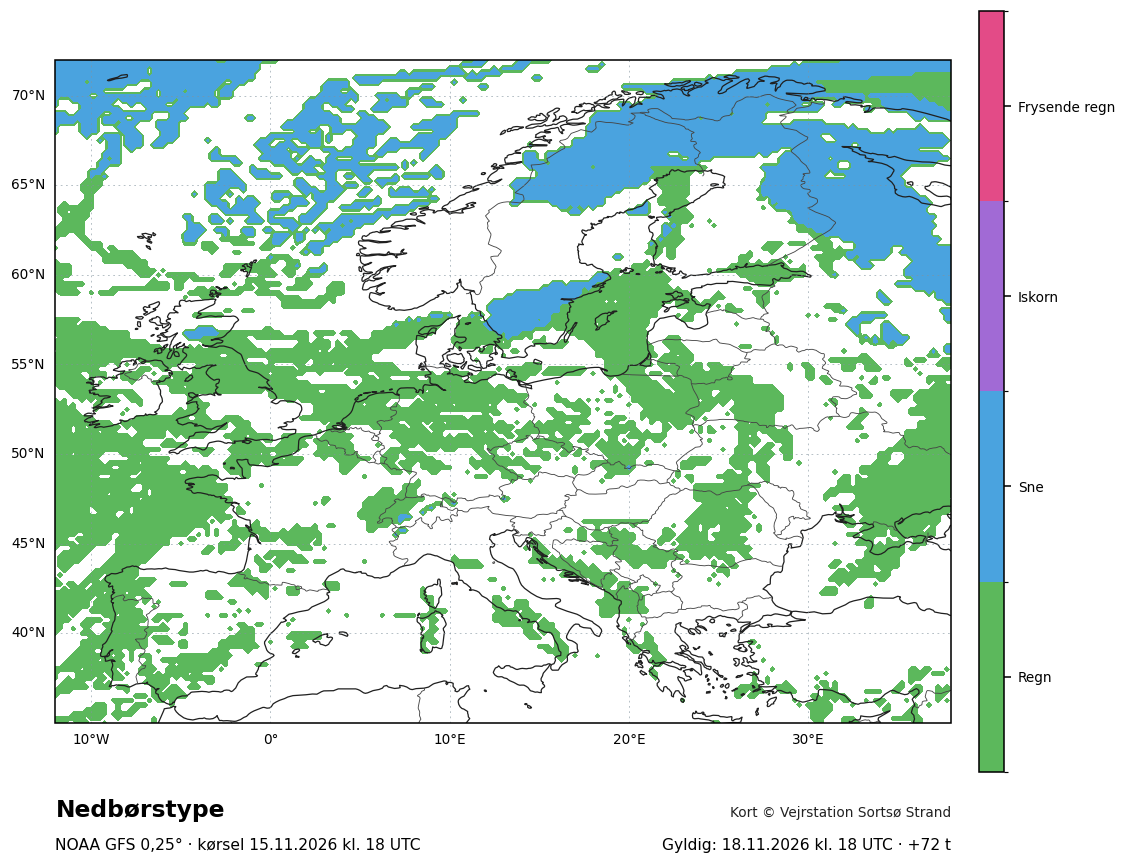 70°N
65°N
60°N
55°N
50°N
45°N
40°N
10°W
0°
10°E
20°E
30°E
Frysende regn
Iskorn
Sne
Regn
Nedbørstype
Kort © Vejrstation Sortsø Strand
NOAA GFS 0,25° · kørsel 15.11.2026 kl. 18 UTC
Gyldig: 18.11.2026 kl. 18 UTC · +72 t